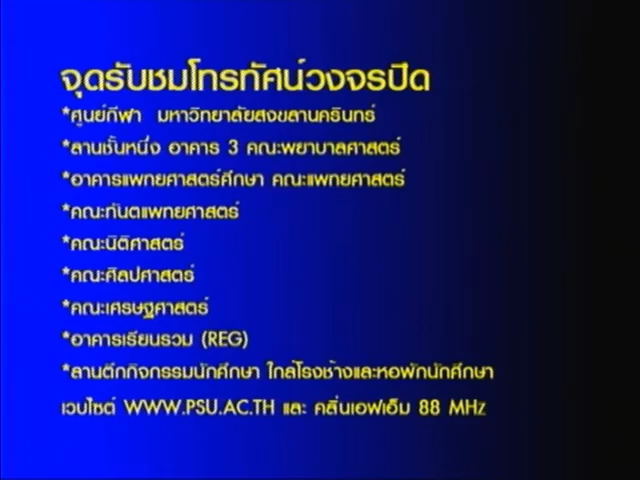 จุดรับชมโทรทัศน์วงจรปิด
*ศูนย์กีฬา มหาวิทยาลัยสงขลานครินทร์
*ลานชั้นหนึ่ง อาคาร 3 คณะพยาบาลศาสตร์
*อาคารแพทยศาสตร์ศึกษา คณะแพทยศาสตร์
*คณะทันตแพทยศาสตร์
*คณะนิติศาสตร์
*คณะศิลปศาสตร์
*คณะเศรษฐศาสตร์
*อาคารเรียนรวม (REG)
*ลานตึกกิจกรรมนักศึกษา ใกล้โรงช้างและหอพักนักศึกษา
เวบไซต์ WWW.PSU.AC.TH และ คลื่นเอฟเอ็ม 88 MHz